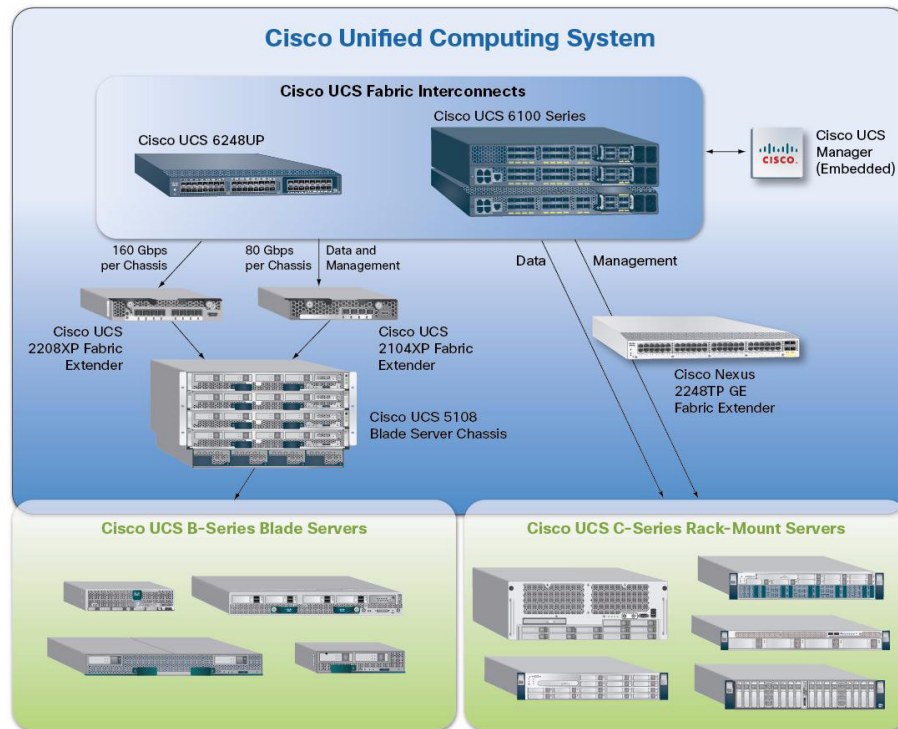 Cisco Unified Computing System
Cisco UCS Fabric Interconnects
Cisco UCS 6248UP
Cisco UCS 6100 Series
CISCO.
Cisco UCS
Manager
(Embedded)
160 Gbps
per Chassis
80 Gbps
per Chassis
Data and
Management
Data
Management
Cisco UCS
2208XP Fabric
Extender
Cisco UCS
2104XP Fabric
Extender
Cisco Nexus
2248TP GE
Fabric Extender
Cisco UCS 5108
Blade Server Chassis
Cisco UCS B-Series Blade Servers
Cisco UCS C-Series Rack-Mount Servers